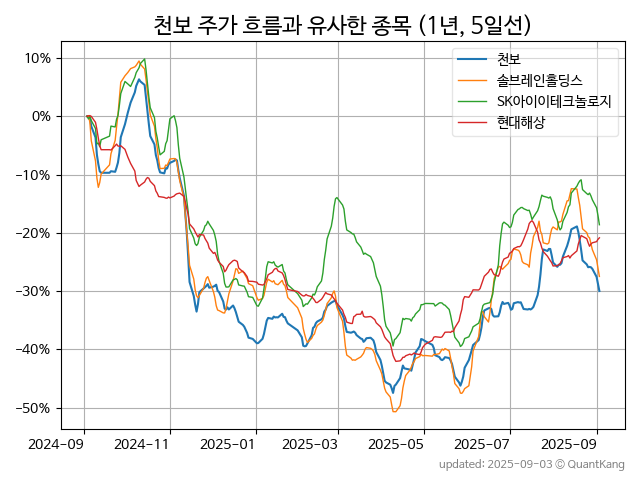 천보 주가 흐름과 유사한 종목 (1년, 5일선)
천보
솔브레인홀딩스
SK아이이테크놀로지
현대해상
10%
0%
−10%
−20%
−30%
−40%
−50%
2024-09
2024-11
2025-01
2025-03
2025-05
2025-07
2025-09
updated: 2025-09-03 ⓒ QuantKang